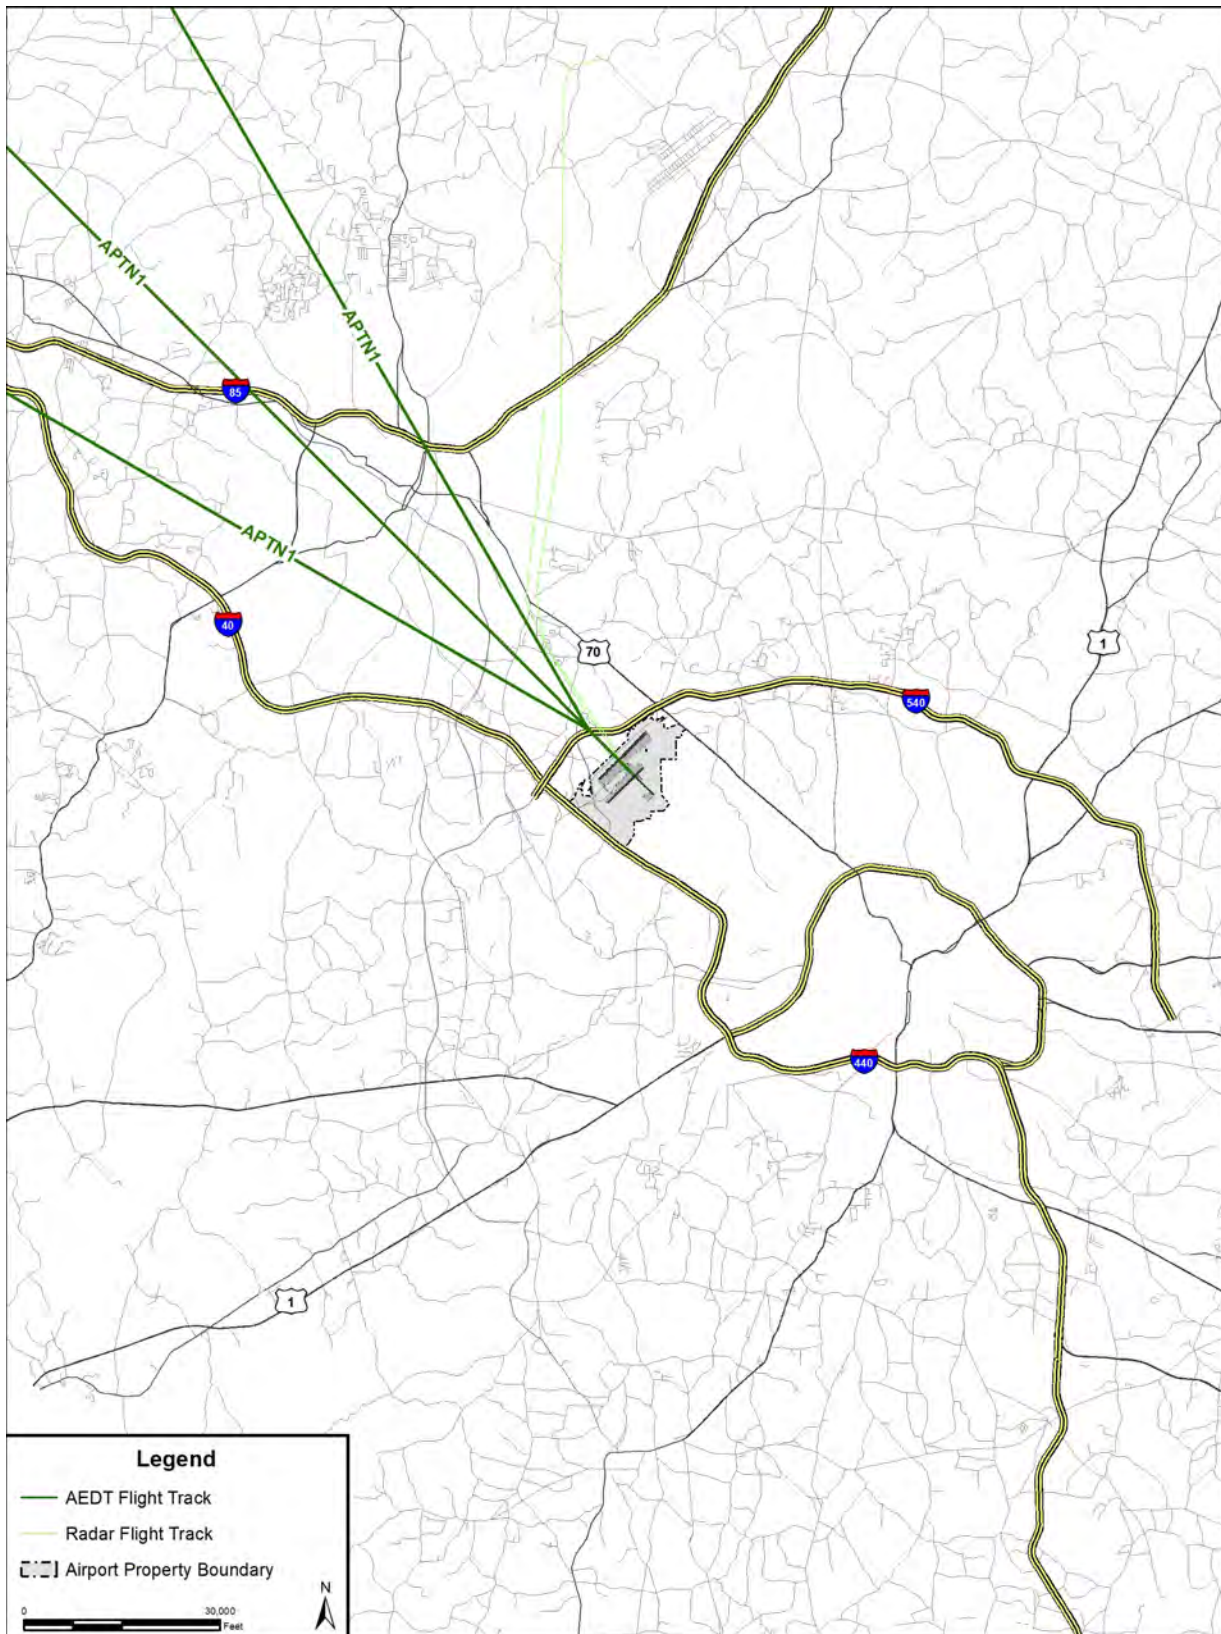 APTN1
APTN1
85
APTN1
40
70
1
540
440
1
Legend
AEDT Flight Track
Radar Flight Track
Airport Property Boundary
N
0 30,000
Feet